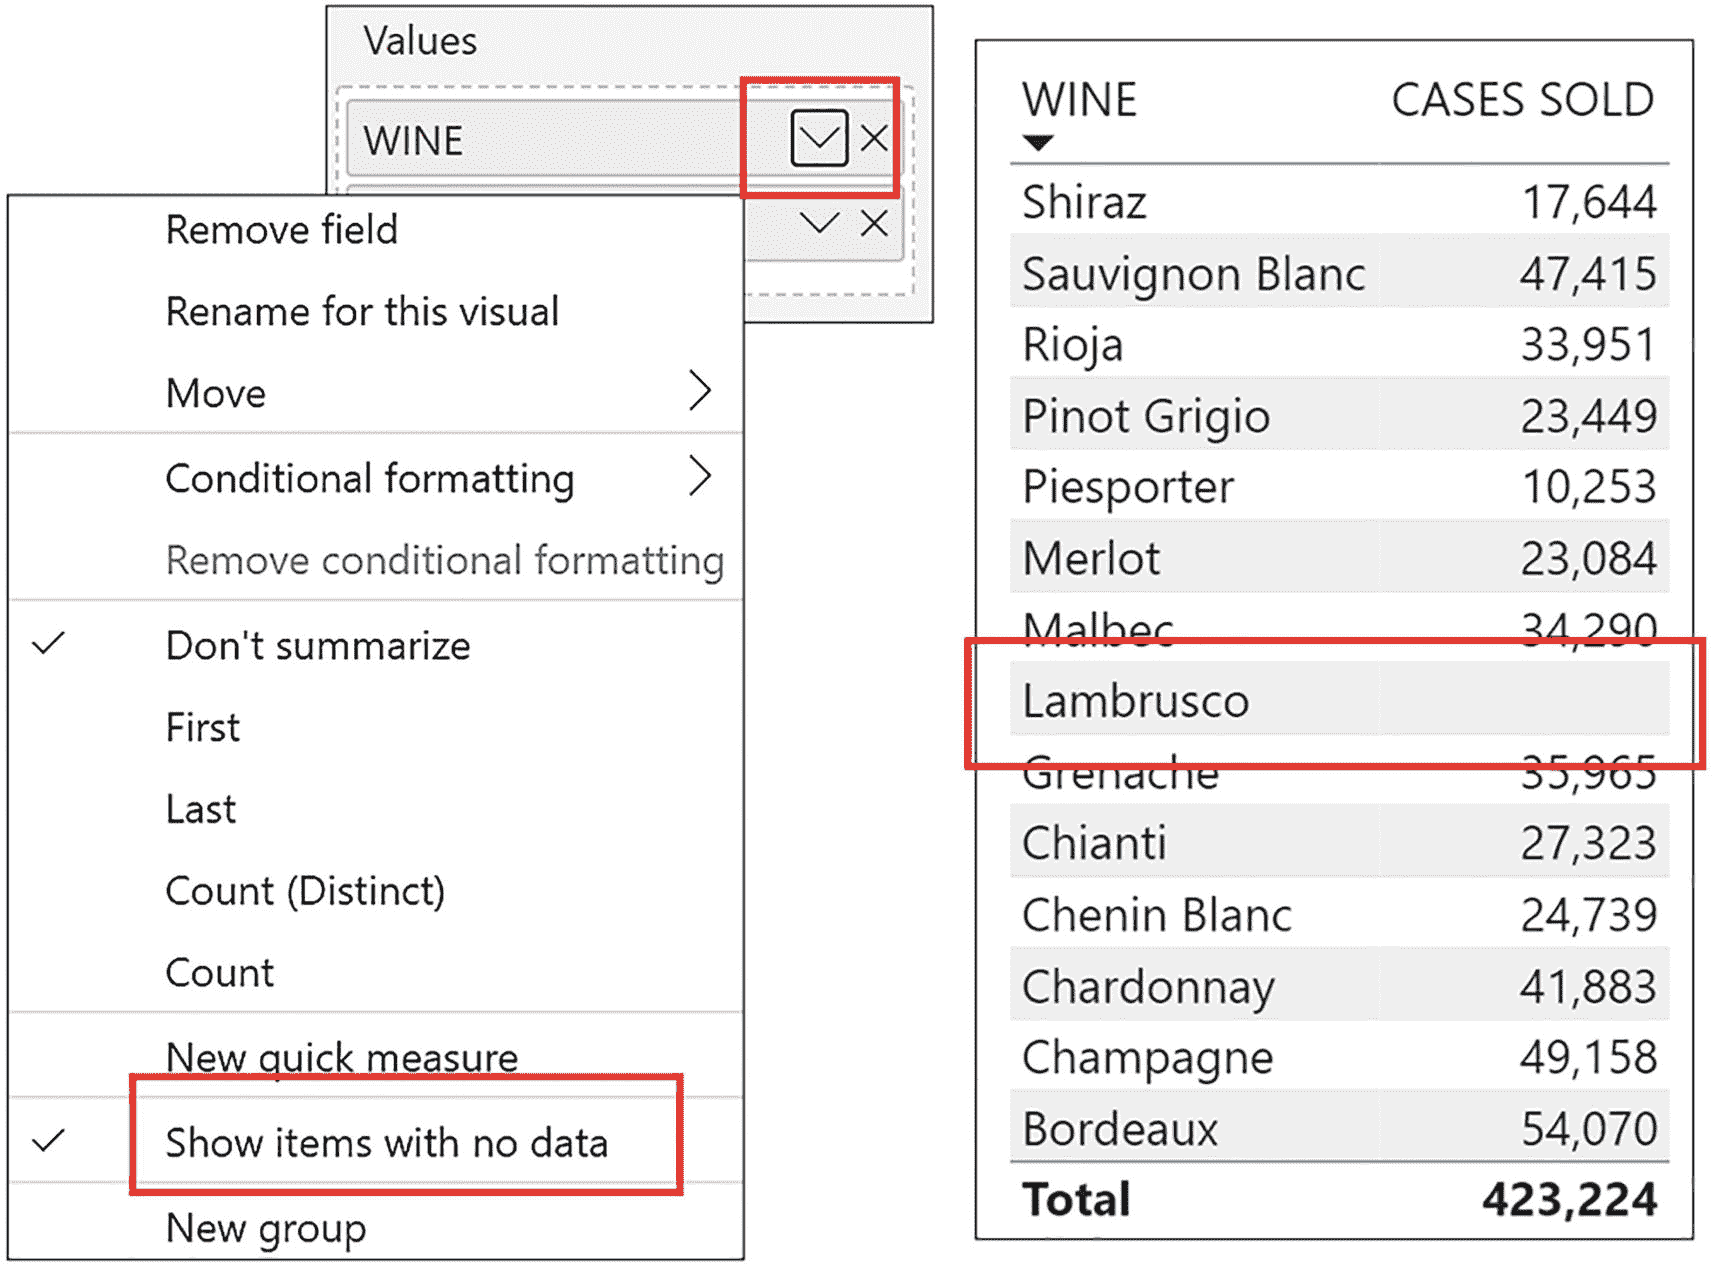 Values
WINE
Remove field
Rename for this visual
Move
Conditional formatting
Remove conditional formatting
Don't summarize
First
Last
Count (Distinct)
Count
New quick measure
Show items with no data
New group
WINE CASES SOLD
Shiraz 17,644
Sauvignon Blanc 47,415
Rioja 33,951
Pinot Grigio 23,449
Piesporter 10,253
Merlot 23,084
Malbec 34,290
Lambrusco
Grenache 35,965
Chianti 27,323
Chenin Blanc 24,739
Chardonnay 41,883
Champagne 49,158
Bordeaux 54,070
Total 423,224